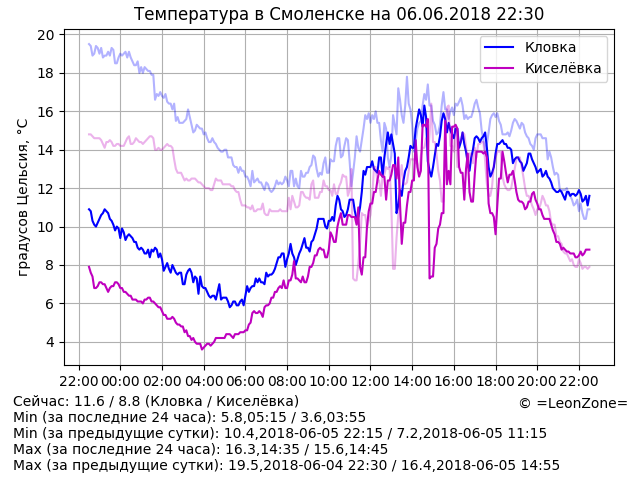 Температура в Смоленске на 06.06.2018 22:30
Кловка
Киселёвка
градусов Цельсия, °C
20
18
16
14
12
10
8
6
4
22:00 00:00 02:00 04:00 06:00 08:00 10:00 12:00 14:00 16:00 18:00 20:00 22:00
Сейчас: 11.6 / 8.8 (Кловка / Киселёвка)
© =LeonZone=
Min (за последние 24 часа): 5.8,05:15 / 3.6,03:55
Min (за предыдущие сутки): 10.4,2018-06-05 22:15 / 7.2,2018-06-05 11:15
Max (за последние 24 часа): 16.3,14:35 / 15.6,14:45
Max (за предыдущие сутки): 19.5,2018-06-04 22:30 / 16.4,2018-06-05 14:55